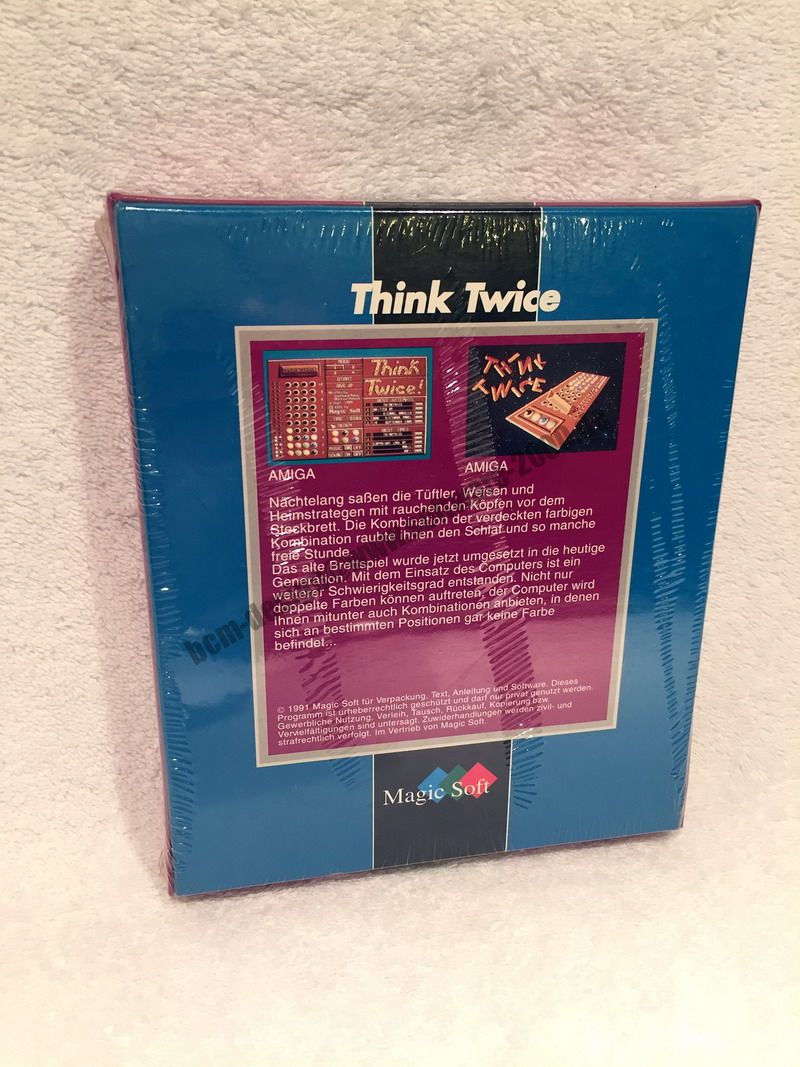 Think Twice
Think
Twice!
Magic Soft
THINK
TWICE
AMIGA
AMIGA
Nächtelang saßen die Tüftler, Weisen und
Heimstrategen mit rauchenden Köpfen vor dem
Steckbrett. Die Kombination der verdeckten farbigen
Kombination raubte ihnen den Schlaf und so manche
freie Stunde.
Das alte Brettspiel wurde jetzt umgesetzt in die heutige
Generation. Mit dem Einsatz des Computers ist ein
weiterer Schwierigkeitsgrad entstanden. Nicht nur
doppelte Farben können auftreten, der Computer wird
Ihnen mitunter auch Kombinationen anbieten, in denen
sich an bestimmten Positionen gar keine Farbe
befindet...
© 1991 Magic Soft für Verpackung, Text, Anleitung und Software. Dieses
Programm ist urheberrechtlich geschützt und darf nur privat genutzt werden.
Gewerbliche Nutzung, Verleih, Tausch, Rückkauf, Kopierung bzw.
Vervielfältigungen sind untersagt. Zuwiderhandlungen werden zivil- und
strafrechtlich verfolgt. Im Vertrieb von Magic Soft.
Magic Soft